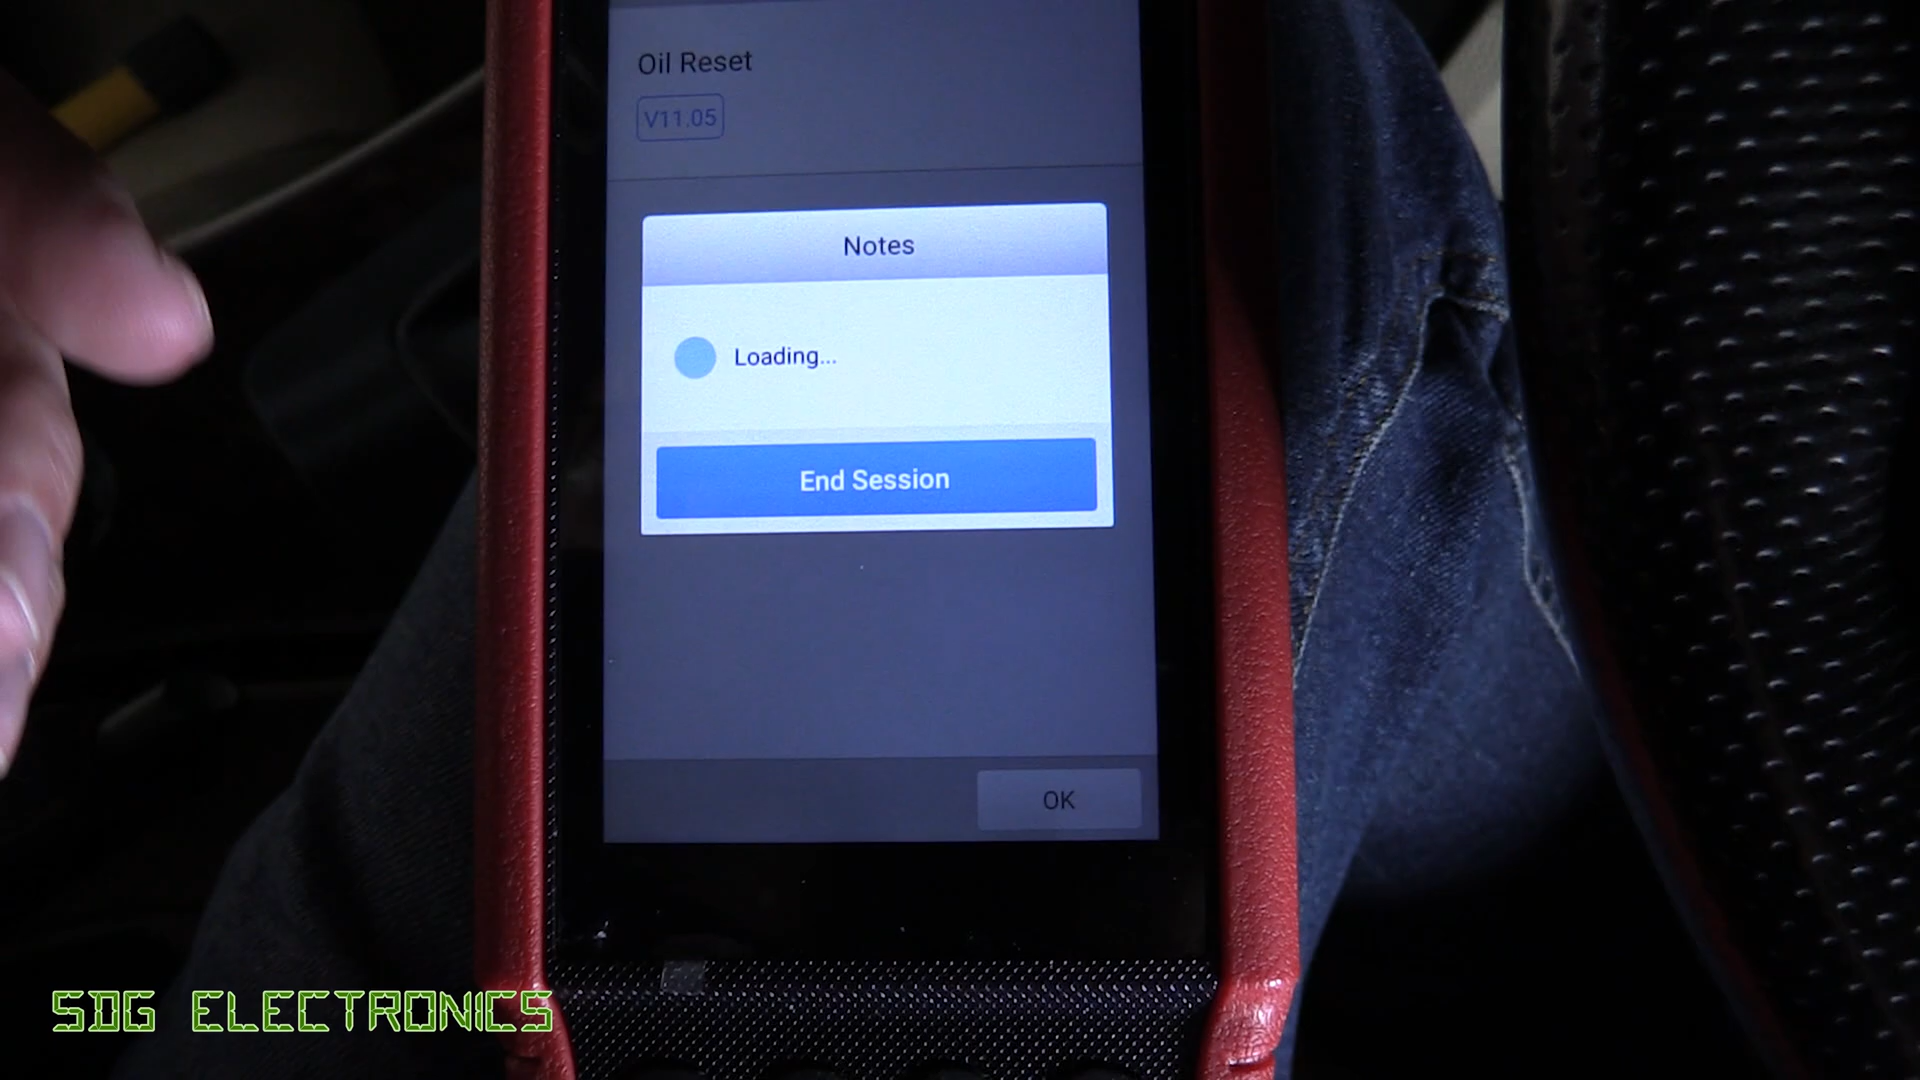 Oil Reset
V11.05
Notes
Loading...
End Session
OK
SDG ELECTRONICS